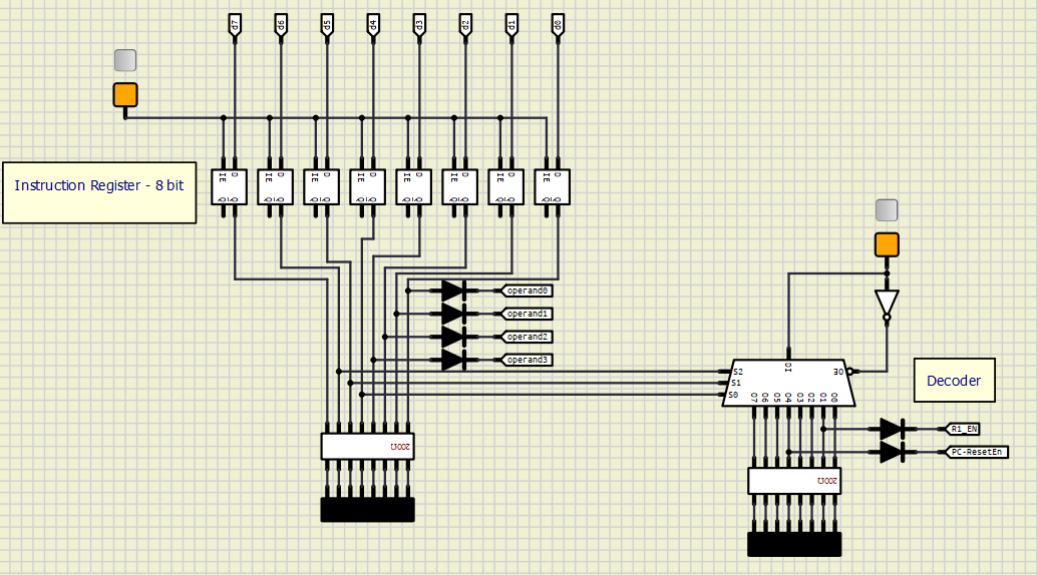 d7 d6 d5 d4 d3 d2 d1 d0
D D D D D D D D
IE IE IE IE IE IE IE IE
Instruction Register - 8 bit
Q Q Q Q Q Q Q Q
Q Q Q Q Q Q Q Q
operand0
operand1
operand2
operand3
DI
S2
OE
S1
S0
O7 O6 O5 O4 O3 O2 O1 O0
Decoder
R1_EN
PC-ResetEn
200Ω
200Ω